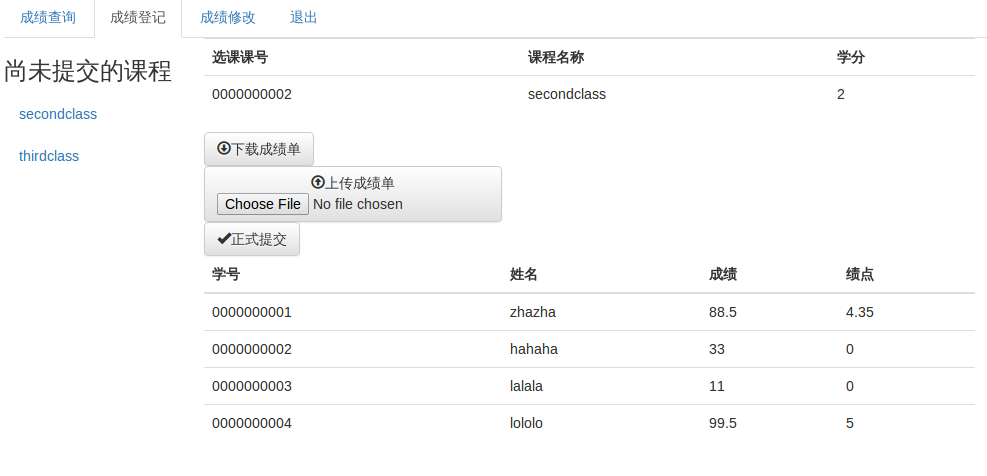 成绩查询 成绩登记 成绩修改 退出
尚未提交的课程
secondclass
thirdclass
选课课号 课程名称 学分
0000000002 secondclass 2
下载成绩单
上传成绩单
Choose File No file chosen
正式提交
学号 姓名 成绩 绩点
0000000001 zhazha 88.5 4.35
0000000002 hahaha 33 0
0000000003 lalala 11 0
0000000004 lololo 99.5 5